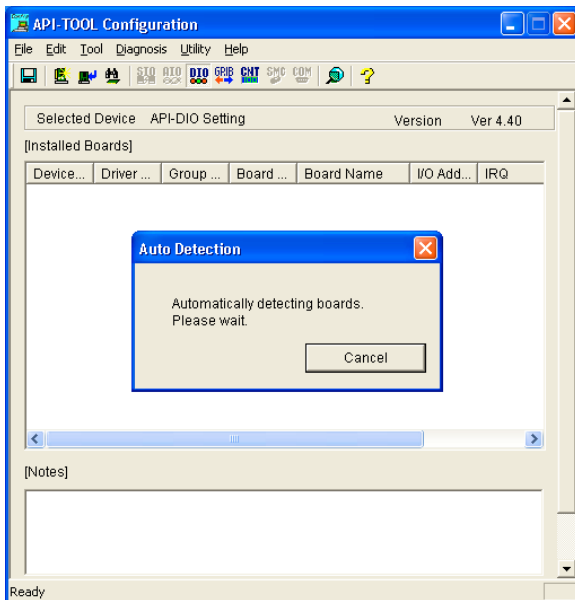 API-TOOL Configuration
File Edit Tool Diagnosis Utility Help
SIO AIO DIO GPIB CNT SMC COM
Selected Device API-DIO Setting Version Ver 4.40
[Installed Boards]
Device... Driver ... Group ... Board ... Board Name I/O Add... IRQ
Auto Detection
Automatically detecting boards.
Please wait.
Cancel
[Notes]
Ready